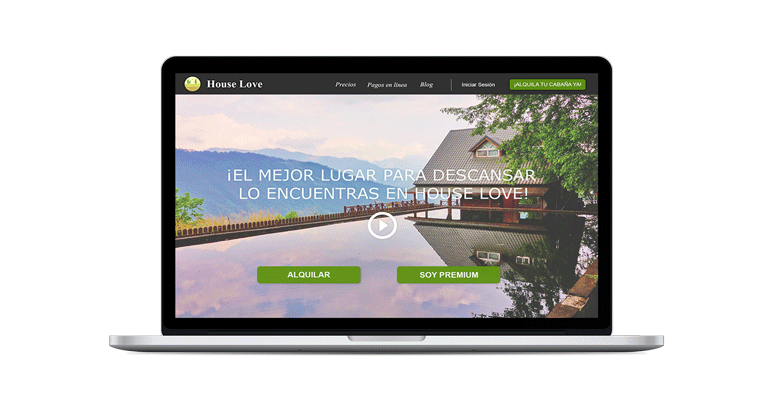 House Love
Precios
Pagos en línea
Blog
Iniciar Sesión
¡ALQUILA TU CABAÑA YA!
¡EL MEJOR LUGAR PARA DESCANSAR
LO ENCUENTRAS EN HOUSE LOVE!
ALQUILAR
SOY PREMIUM